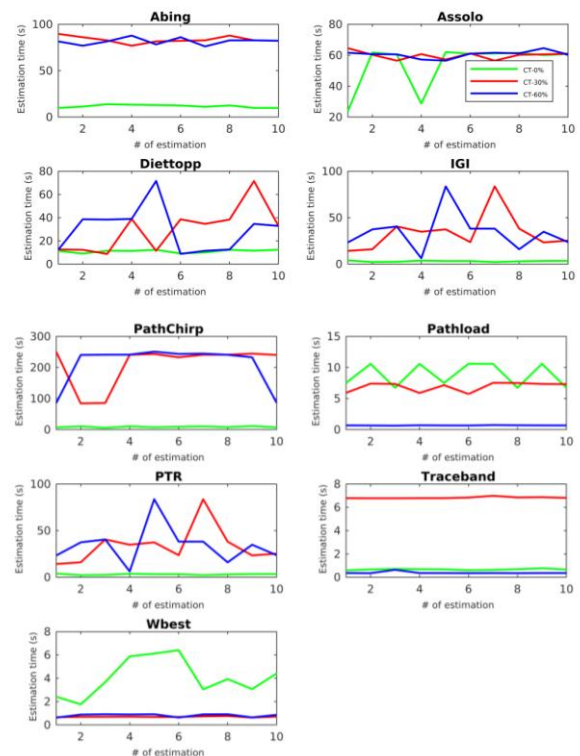 Abing
Estimation time (s)
100
50
0
2 4 6 8 10
# of estimation
Assolo
Estimation time (s)
80
60
40
20
CT-0%
CT-30%
CT-60%
2 4 6 8 10
# of estimation
Diettopp
Estimation time (s)
80
60
40
20
0
2 4 6 8 10
# of estimation
IGI
Estimation time (s)
100
50
0
2 4 6 8 10
# of estimation
PathChirp
Estimation time (s)
300
200
100
0
2 4 6 8 10
# of estimation
Pathload
Estimation time (s)
15
10
5
0
2 4 6 8 10
# of estimation
PTR
Estimation time (s)
100
50
0
2 4 6 8 10
# of estimation
Traceband
Estimation time (s)
8
6
4
2
0
2 4 6 8 10
# of estimation
Wbest
Estimation time (s)
8
6
4
2
0
2 4 6 8 10
# of estimation